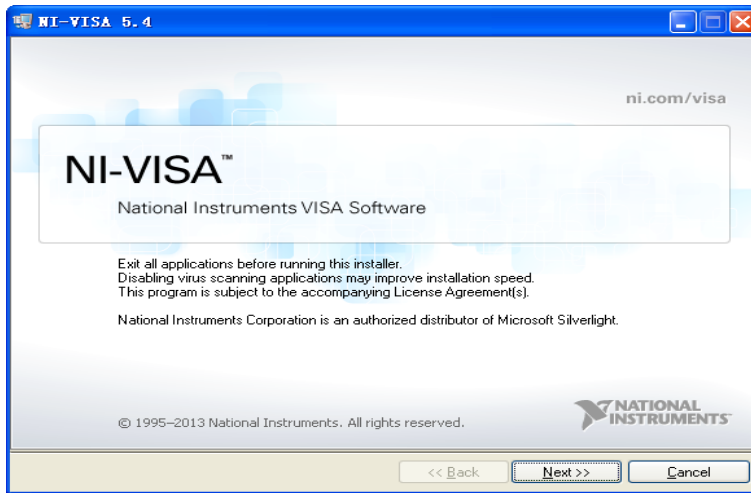 NI-VISA 5.4
ni.com/visa
NI-VISA™
National Instruments VISA Software
Exit all applications before running this installer.
Disabling virus scanning applications may improve installation speed.
This program is subject to the accompanying License Agreement(s).
National Instruments Corporation is an authorized distributor of Microsoft Silverlight.
NATIONAL
INSTRUMENTS™
© 1995–2013 National Instruments. All rights reserved.
<< Back Next >> Cancel